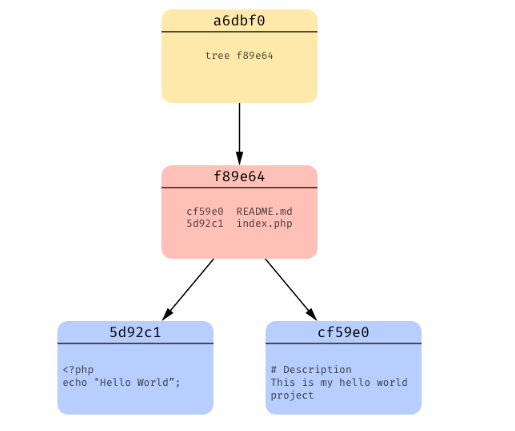 a6dbf0
tree f89e64
f89e64
cf59e0  README.md
5d92c1  index.php
5d92c1
<?php
echo "Hello World”;
cf59e0
# Description
This is my hello world
project